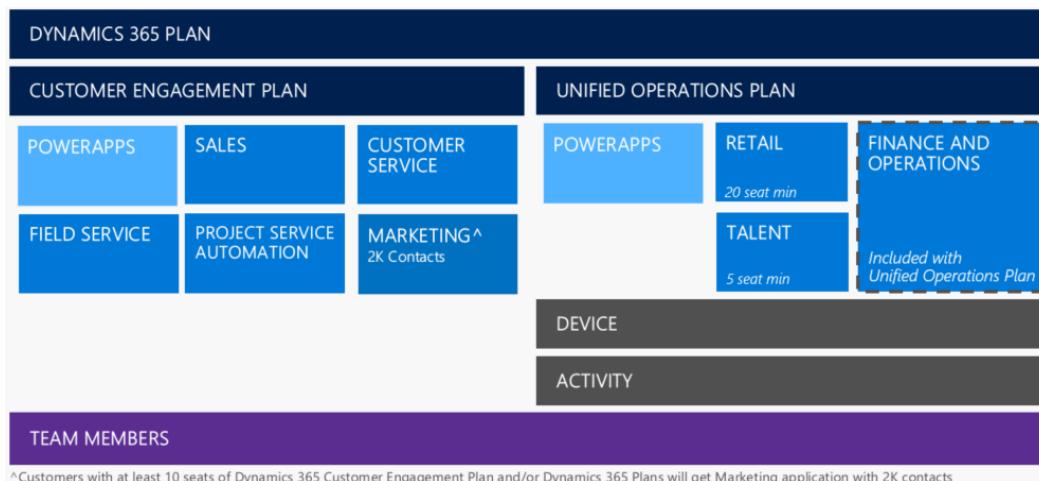 DYNAMICS 365 PLAN
CUSTOMER ENGAGEMENT PLAN
POWERAPPS
SALES
CUSTOMER
SERVICE
FIELD SERVICE
PROJECT SERVICE
AUTOMATION
MARKETING^
2K Contacts
UNIFIED OPERATIONS PLAN
POWERAPPS
RETAIL
20 seat min
TALENT
5 seat min
FINANCE AND
OPERATIONS
Included with
Unified Operations Plan
DEVICE
ACTIVITY
TEAM MEMBERS
^Customers with at least 10 seats of Dynamics 365 Customer Engagement Plan and/or Dynamics 365 Plans will get Marketing application with 2K contacts